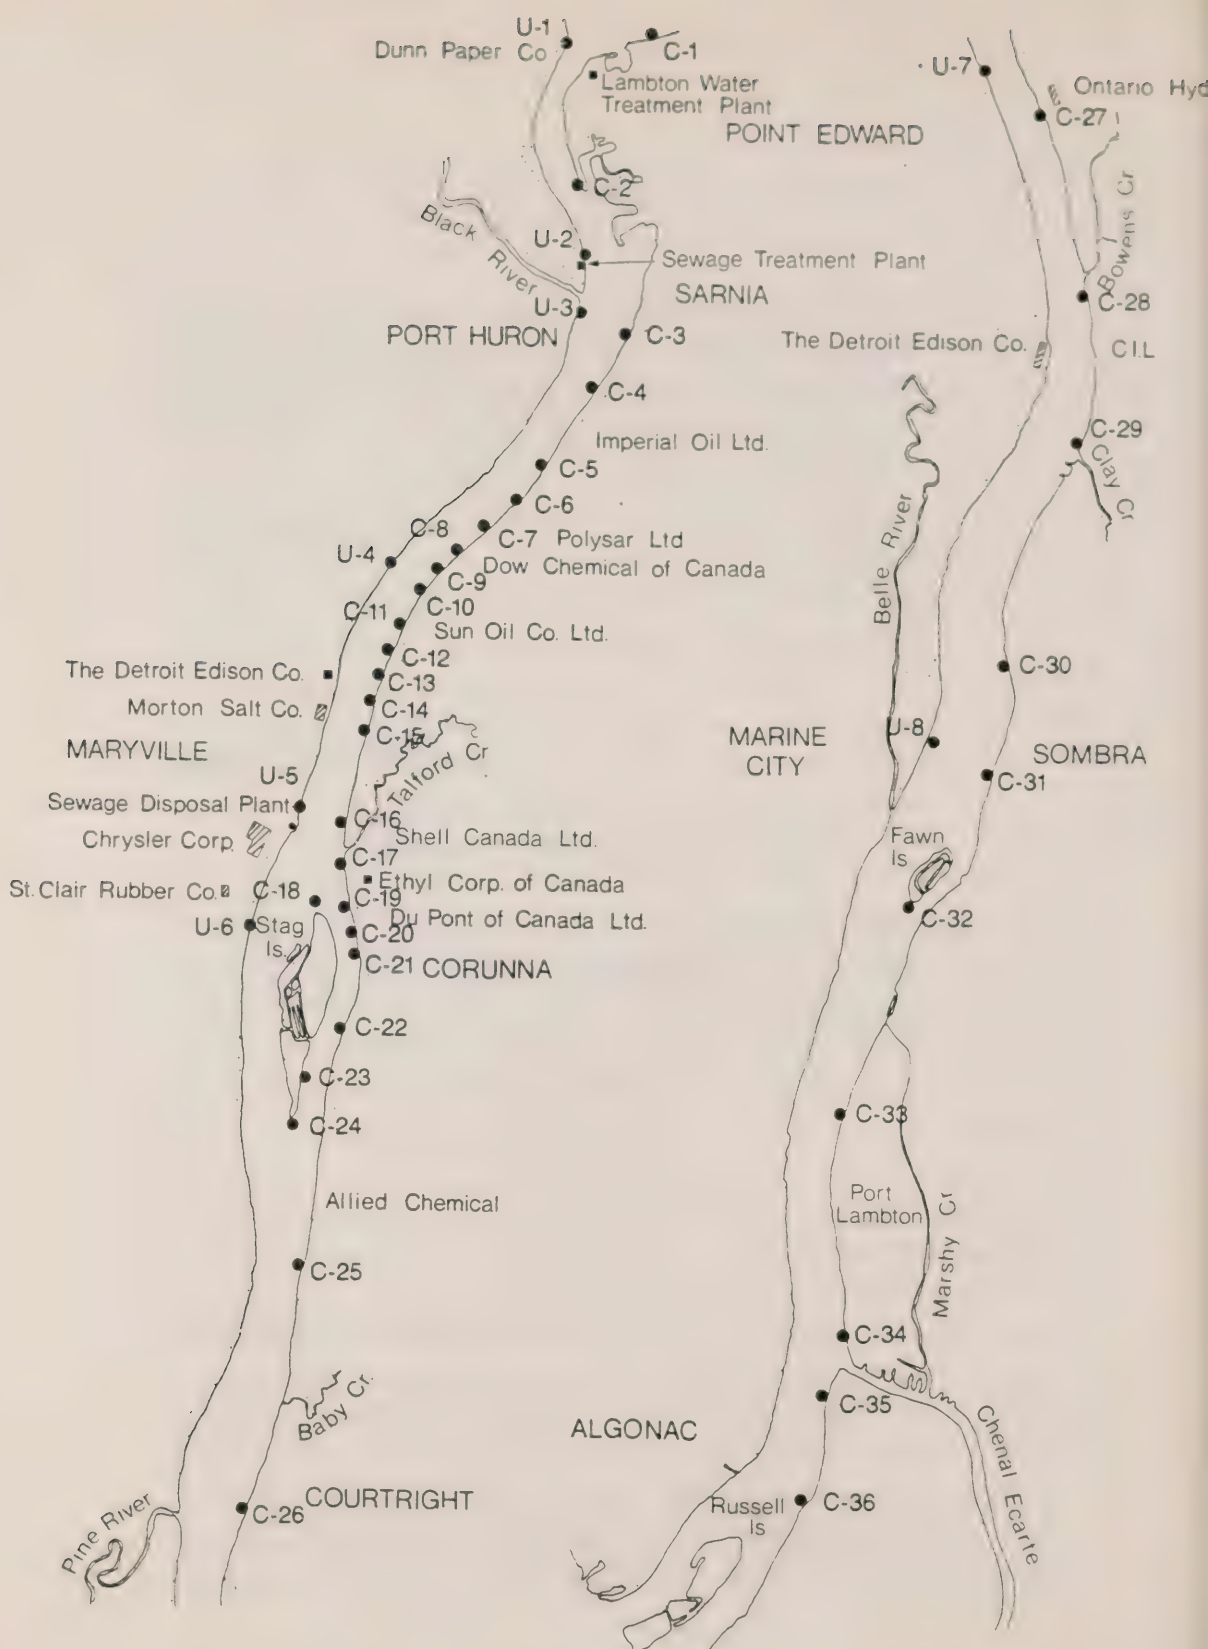 U-1
Dunn Paper Co
C-1
Lambton Water
Treatment Plant
POINT EDWARD
C-2
Black River
U-2
Sewage Treatment Plant
SARNIA
U-3
PORT HURON
C-3
C-4
Imperial Oil Ltd.
C-5
C-6
C-8
C-7 Polysar Ltd
U-4
Dow Chemical of Canada
C-9
C-10
C-11
Sun Oil Co. Ltd.
C-12
The Detroit Edison Co.
C-13
Morton Salt Co.
C-14
C-15
MARYVILLE
Talford Cr
U-5
Sewage Disposal Plant
C-16
Chrysler Corp.
Shell Canada Ltd.
C-17
St. Clair Rubber Co.
C-18
Ethyl Corp. of Canada
C-19
U-6
Stag
Is.
Du Pont of Canada Ltd.
C-20
C-21 CORUNNA
C-22
C-23
C-24
Allied Chemical
C-25
Baby Cr.
COURTRIGHT
C-26
Pine River
U-7
Ontario Hyd
C-27
Bowens Cr
C-28
The Detroit Edison Co.
C.I.L
C-29
Clay Cr
Belle River
C-30
U-8
MARINE
CITY
SOMBRA
C-31
Fawn
Is
C-32
C-33
Port
Lambton
Marshy Cr
C-34
C-35
ALGONAC
Chenal Ecarte
Russell
Is
C-36